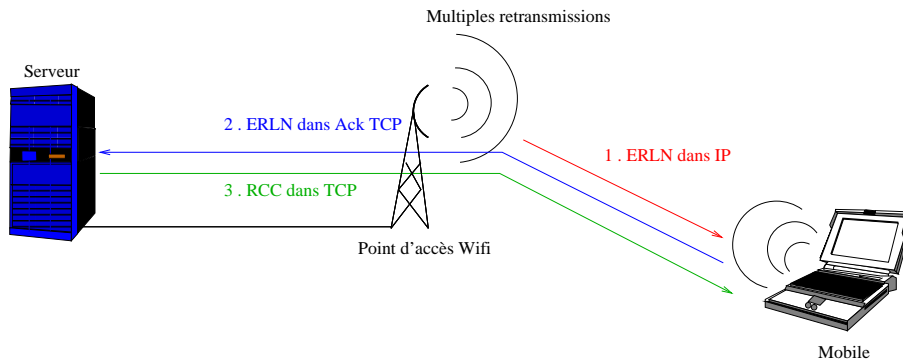 Multiples retransmissions
Serveur
2 . ERLN dans Ack TCP
1 . ERLN dans IP
3 . RCC dans TCP
Point d'accès Wifi
Mobile